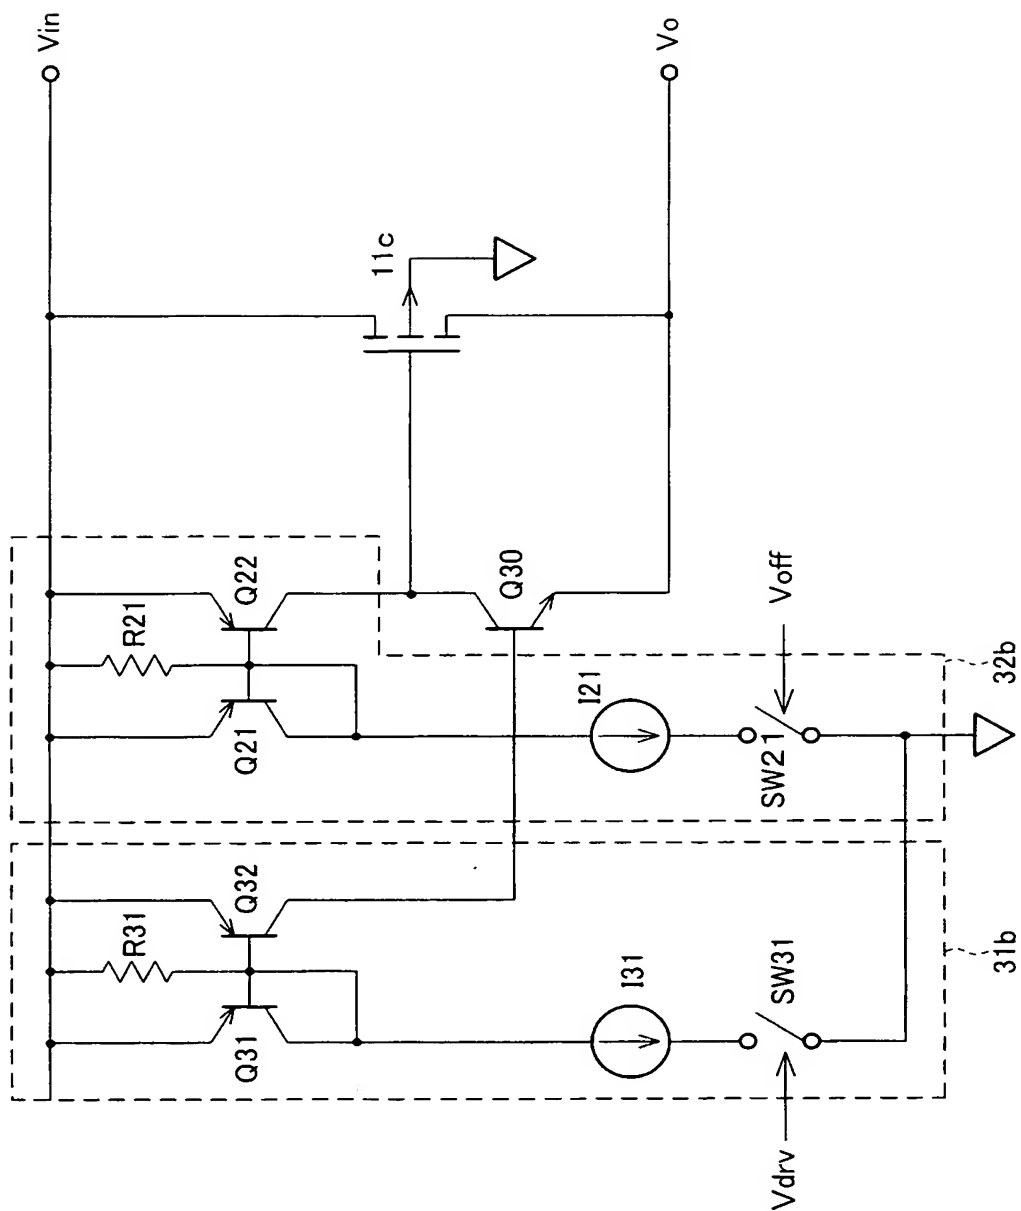 Vin
Vo
11c
Q22
R21
Q21
Q30
I21
SW21
Voff
32b
Q32
R31
Q31
I31
SW31
Vdrv
31b